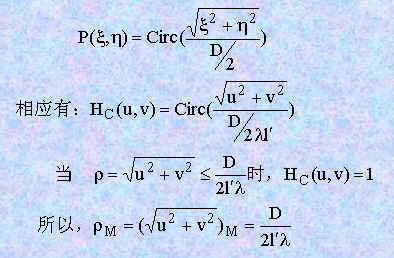 P(ξ,η) = Circ(√(ξ² + η²) / (D/2))
相应有: H_C(u,v) = Circ(√(u² + v²) / (D/2λl′))
当 ρ = √(u² + v²) ≤ D/(2l′λ) 时, H_C(u,v) = 1
所以, ρ_M = (√(u² + v²))_M = D/(2l′λ)